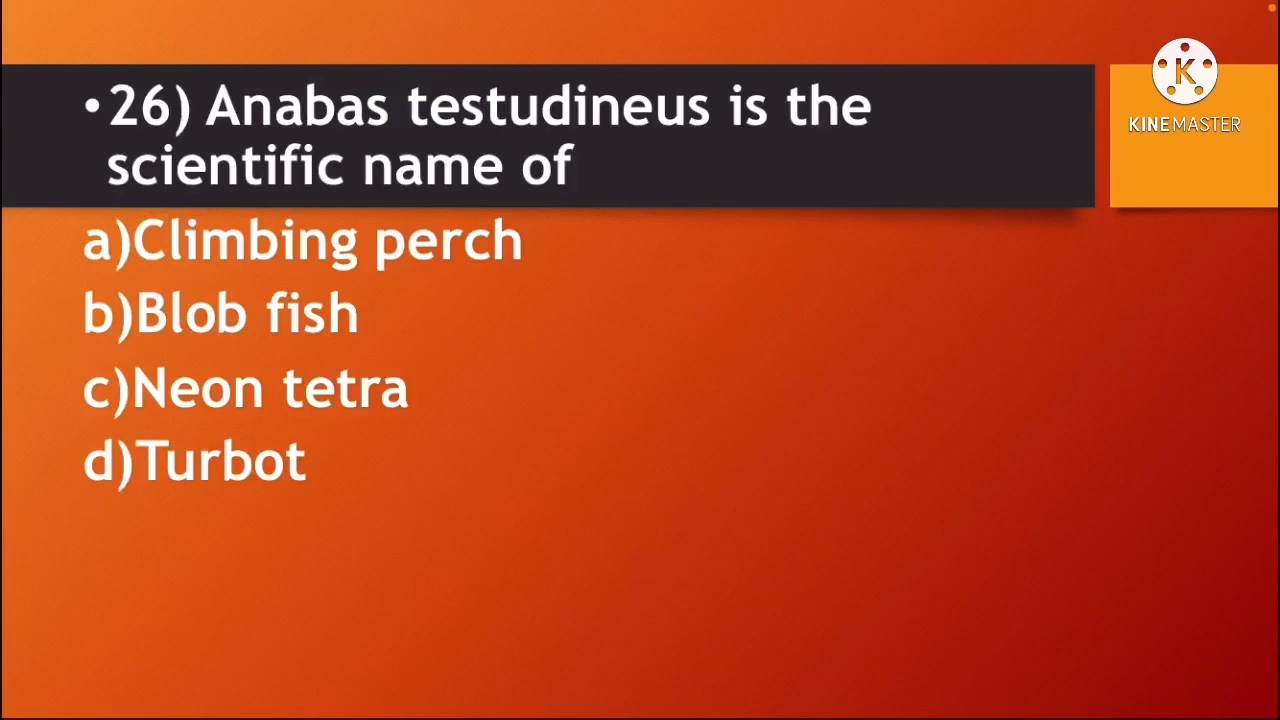 •26) Anabas testudineus is the
scientific name of
a)Climbing perch
b)Blob fish
c)Neon tetra
d)Turbot
K
KINEMASTER